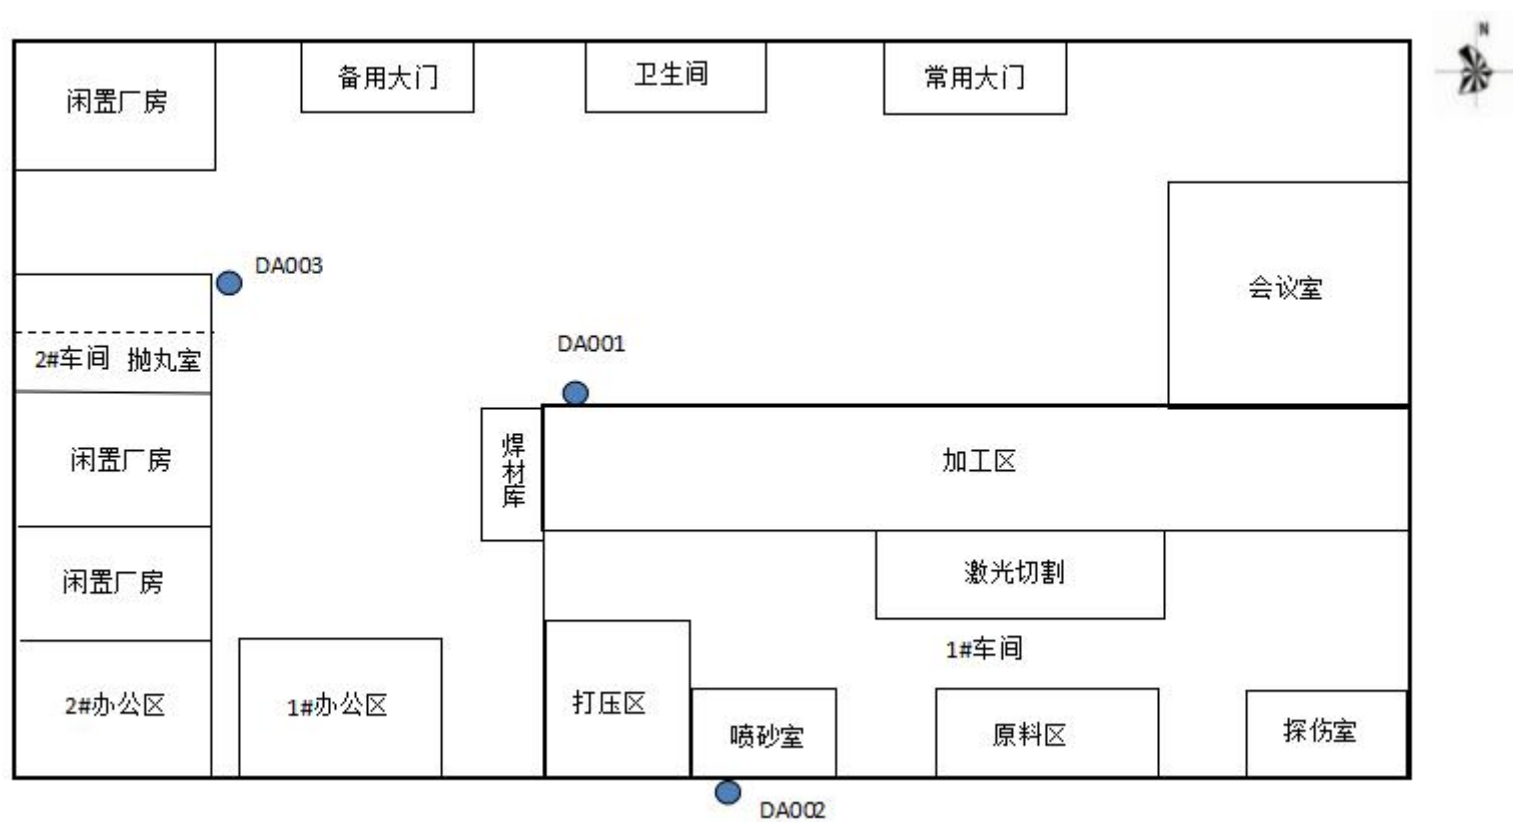 N
备用大门
卫生间
常用大门
闲置厂房
DA003
会议室
DA001
2#车间
抛丸室
焊材库
加工区
闲置厂房
激光切割
闲置厂房
1#车间
2#办公区
1#办公区
打压区
喷砂室
原料区
探伤室
DA002